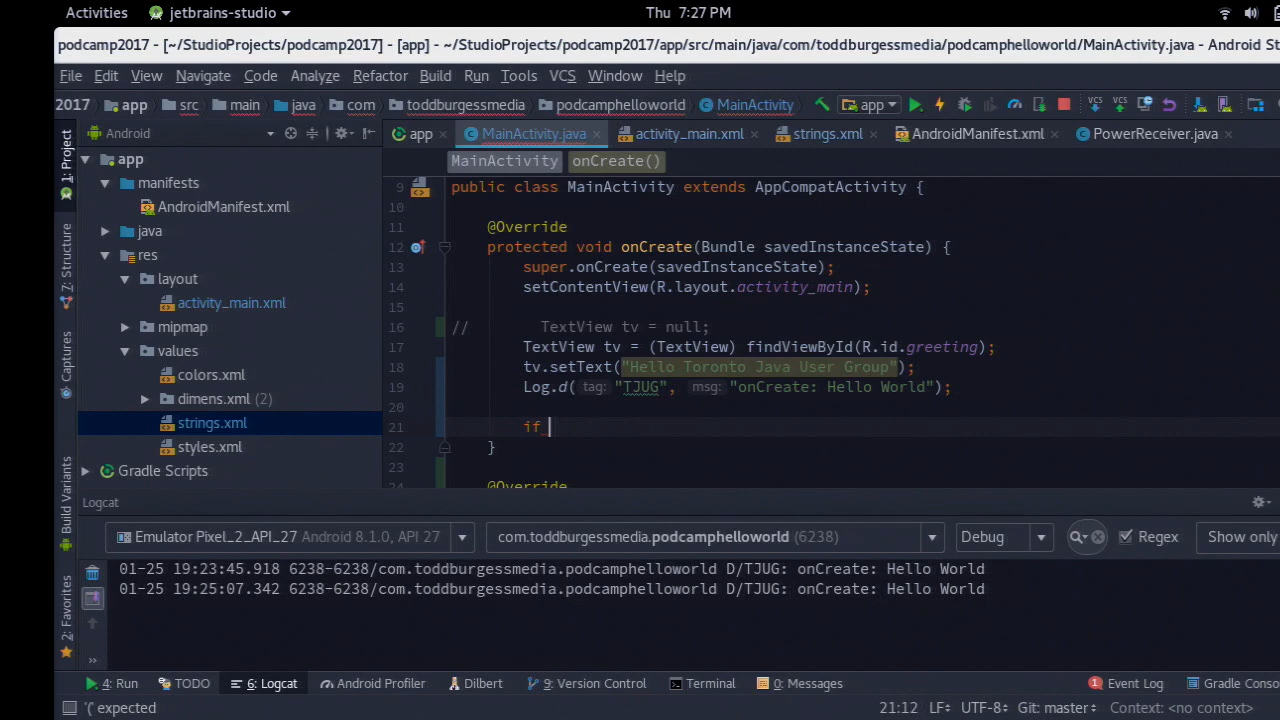 Activities jetbrains-studio Thu 7:27 PM
podcamp2017 - [~/StudioProjects/podcamp2017] - [app] - ~/StudioProjects/podcamp2017/app/src/main/java/com/toddburgessmedia/podcamphelloworld/MainActivity.java - Android S
File Edit View Navigate Code Analyze Refactor Build Run Tools VCS Window Help
2017 app src main java com toddburgessmedia podcamphelloworld MainActivity app VCS VCS
1: Project
Android
app MainActivity.java activity_main.xml strings.xml AndroidManifest.xml PowerReceiver.java
MainActivity onCreate()
app
manifests
AndroidManifest.xml
java
res
layout
activity_main.xml
mipmap
values
colors.xml
dimens.xml (2)
strings.xml
styles.xml
Gradle Scripts
7: Structure
Captures
Build Variants
2: Favorites
9 public class MainActivity extends AppCompatActivity {
10
11 @Override
12 protected void onCreate(Bundle savedInstanceState) {
13 super.onCreate(savedInstanceState);
14 setContentView(R.layout.activity_main);
15
16 // TextView tv = null;
17 TextView tv = (TextView) findViewById(R.id.greeting);
18 tv.setText("Hello Toronto Java User Group");
19 Log.d( tag: "TJUG", msg: "onCreate: Hello World");
20
21 if
22 }
23
24 @Override
Logcat
Emulator Pixel_2_API_27 Android 8.1.0, API 27 com.toddburgessmedia.podcamphelloworld (6238) Debug Regex Show only
01-25 19:23:45.918 6238-6238/com.toddburgessmedia.podcamphelloworld D/TJUG: onCreate: Hello World
01-25 19:25:07.342 6238-6238/com.toddburgessmedia.podcamphelloworld D/TJUG: onCreate: Hello World
»
4: Run TODO 6: Logcat Android Profiler Dilbert 9: Version Control Terminal 0: Messages 1 Event Log Gradle Conso
'(' expected 21:12 LF÷ UTF-8÷ Git: master÷ Context: <no context>